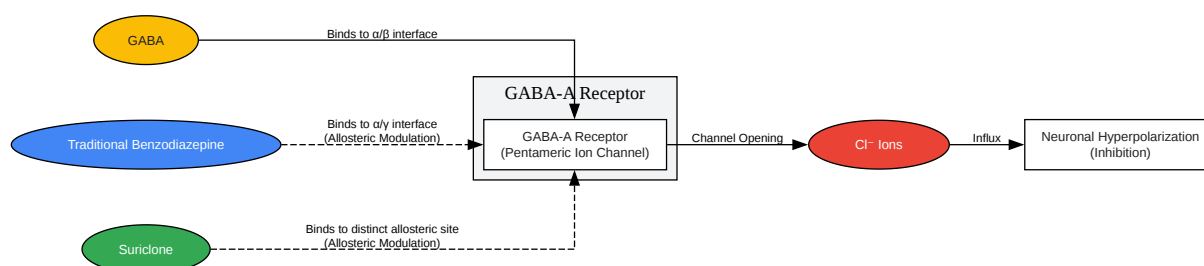 GABA
Binds to α/β interface
GABA-A Receptor
Traditional Benzodiazepine
Binds to α/γ interface
(Allosteric Modulation)
GABA-A Receptor
(Pentameric Ion Channel)
Channel Opening
Cl⁻ Ions
Influx
Neuronal Hyperpolarization
(Inhibition)
Suriclone
Binds to distinct allosteric site
(Allosteric Modulation)